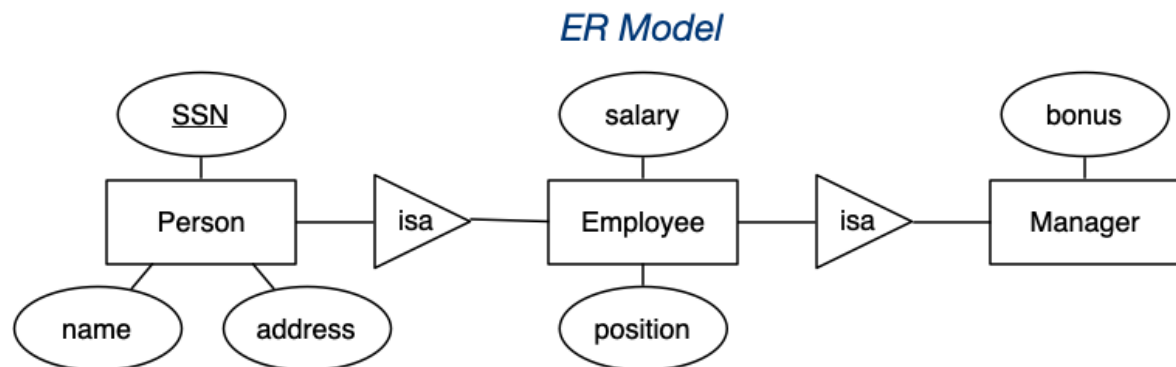 ER Model
SSN
salary
bonus
Person
isa
Employee
isa
Manager
name
address
position